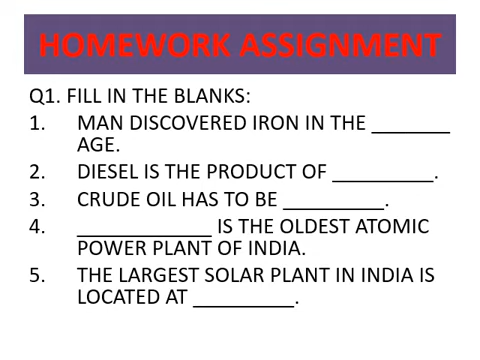 HOMEWORK ASSIGNMENT
Q1. FILL IN THE BLANKS:
1. MAN DISCOVERED IRON IN THE _______
AGE.
2. DIESEL IS THE PRODUCT OF _________.
3. CRUDE OIL HAS TO BE _________.
4. ____________ IS THE OLDEST ATOMIC
POWER PLANT OF INDIA.
5. THE LARGEST SOLAR PLANT IN INDIA IS
LOCATED AT _________.